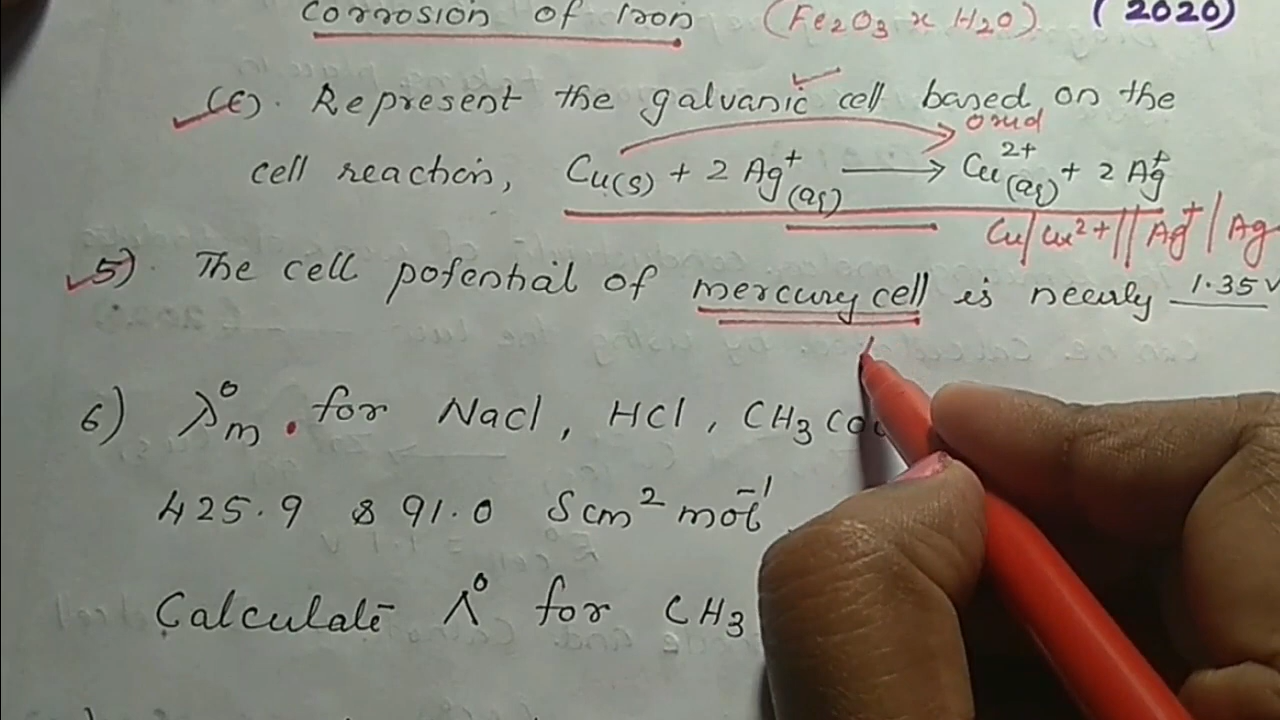 Corrosion of Iron (Fe2O3 x H2O) (2020)
(c). Represent the galvanic cell based on the
oxid
cell reaction, Cu(s) + 2 Ag+(aq) → Cu2+(aq) + 2 Ag+
Cu/Cu2+||Ag+/Ag
5). The cell potential of mercury cell is nearly 1.35V
6) λ°m. for NaCl, HCl, CH3CO
425.9 & 91.0 S cm2 mol-1
Calculate Λ° for CH3